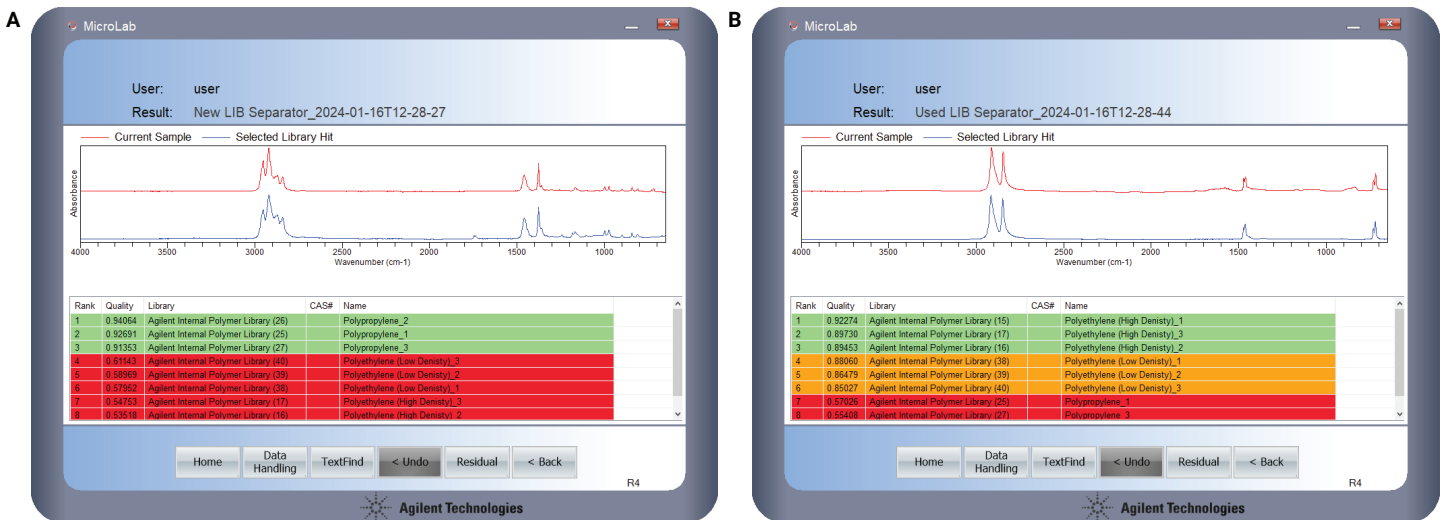 A
MicroLab
User: user
Result: New LIB Separator_2024-01-16T12-28-27
Current Sample Selected Library Hit
Absorbance
4000 3500 3000 2500 2000 1500 1000
Wavenumber (cm-1)
Rank Quality Library CAS# Name
1 0.94064 Agilent Internal Polymer Library (26) Polypropylene_2
2 0.92691 Agilent Internal Polymer Library (25) Polypropylene_1
3 0.91353 Agilent Internal Polymer Library (27) Polypropylene_3
4 0.61143 Agilent Internal Polymer Library (40) Polyethylene (Low Denisty)_3
5 0.58969 Agilent Internal Polymer Library (39) Polyethylene (Low Denisty)_2
6 0.57952 Agilent Internal Polymer Library (38) Polyethylene (Low Denisty)_1
7 0.54753 Agilent Internal Polymer Library (17) Polyethylene (High Denisty)_3
8 0.53518 Agilent Internal Polymer Library (16) Polyethylene (High Denisty)_2
Home
Data
Handling
TextFind
< Undo
Residual
< Back
R4
Agilent Technologies
B
MicroLab
User: user
Result: Used LIB Separator_2024-01-16T12-28-44
Current Sample Selected Library Hit
Absorbance
4000 3500 3000 2500 2000 1500 1000
Wavenumber (cm-1)
Rank Quality Library CAS# Name
1 0.92274 Agilent Internal Polymer Library (15) Polyethylene (High Denisty)_1
2 0.89730 Agilent Internal Polymer Library (17) Polyethylene (High Denisty)_3
3 0.89453 Agilent Internal Polymer Library (16) Polyethylene (High Denisty)_2
4 0.88060 Agilent Internal Polymer Library (38) Polyethylene (Low Denisty)_1
5 0.86479 Agilent Internal Polymer Library (39) Polyethylene (Low Denisty)_2
6 0.85027 Agilent Internal Polymer Library (40) Polyethylene (Low Denisty)_3
7 0.57026 Agilent Internal Polymer Library (25) Polypropylene_1
8 0.55408 Agilent Internal Polymer Library (27) Polypropylene_3
Home
Data
Handling
TextFind
< Undo
Residual
< Back
R4
Agilent Technologies